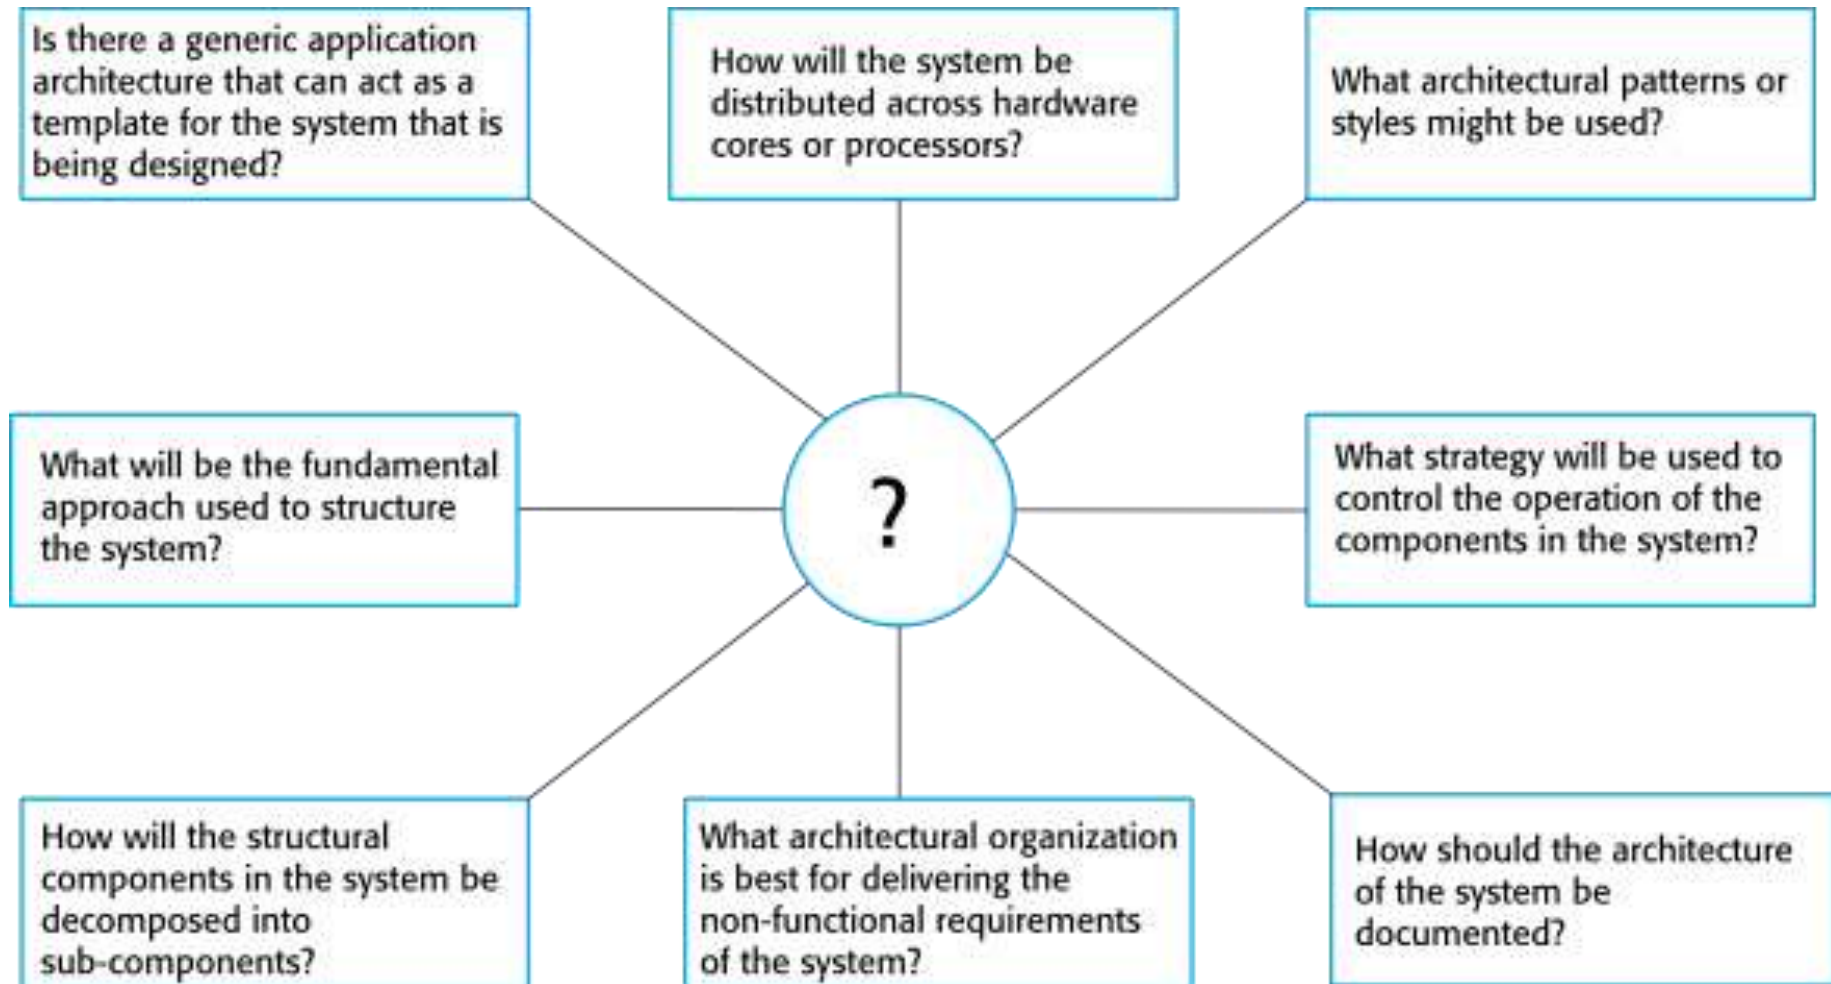 Is there a generic application
architecture that can act as a
template for the system that is
being designed?
How will the system be
distributed across hardware
cores or processors?
What architectural patterns or
styles might be used?
What will be the fundamental
approach used to structure
the system?
?
What strategy will be used to
control the operation of the
components in the system?
How will the structural
components in the system be
decomposed into
sub-components?
What architectural organization
is best for delivering the
non-functional requirements
of the system?
How should the architecture
of the system be
documented?